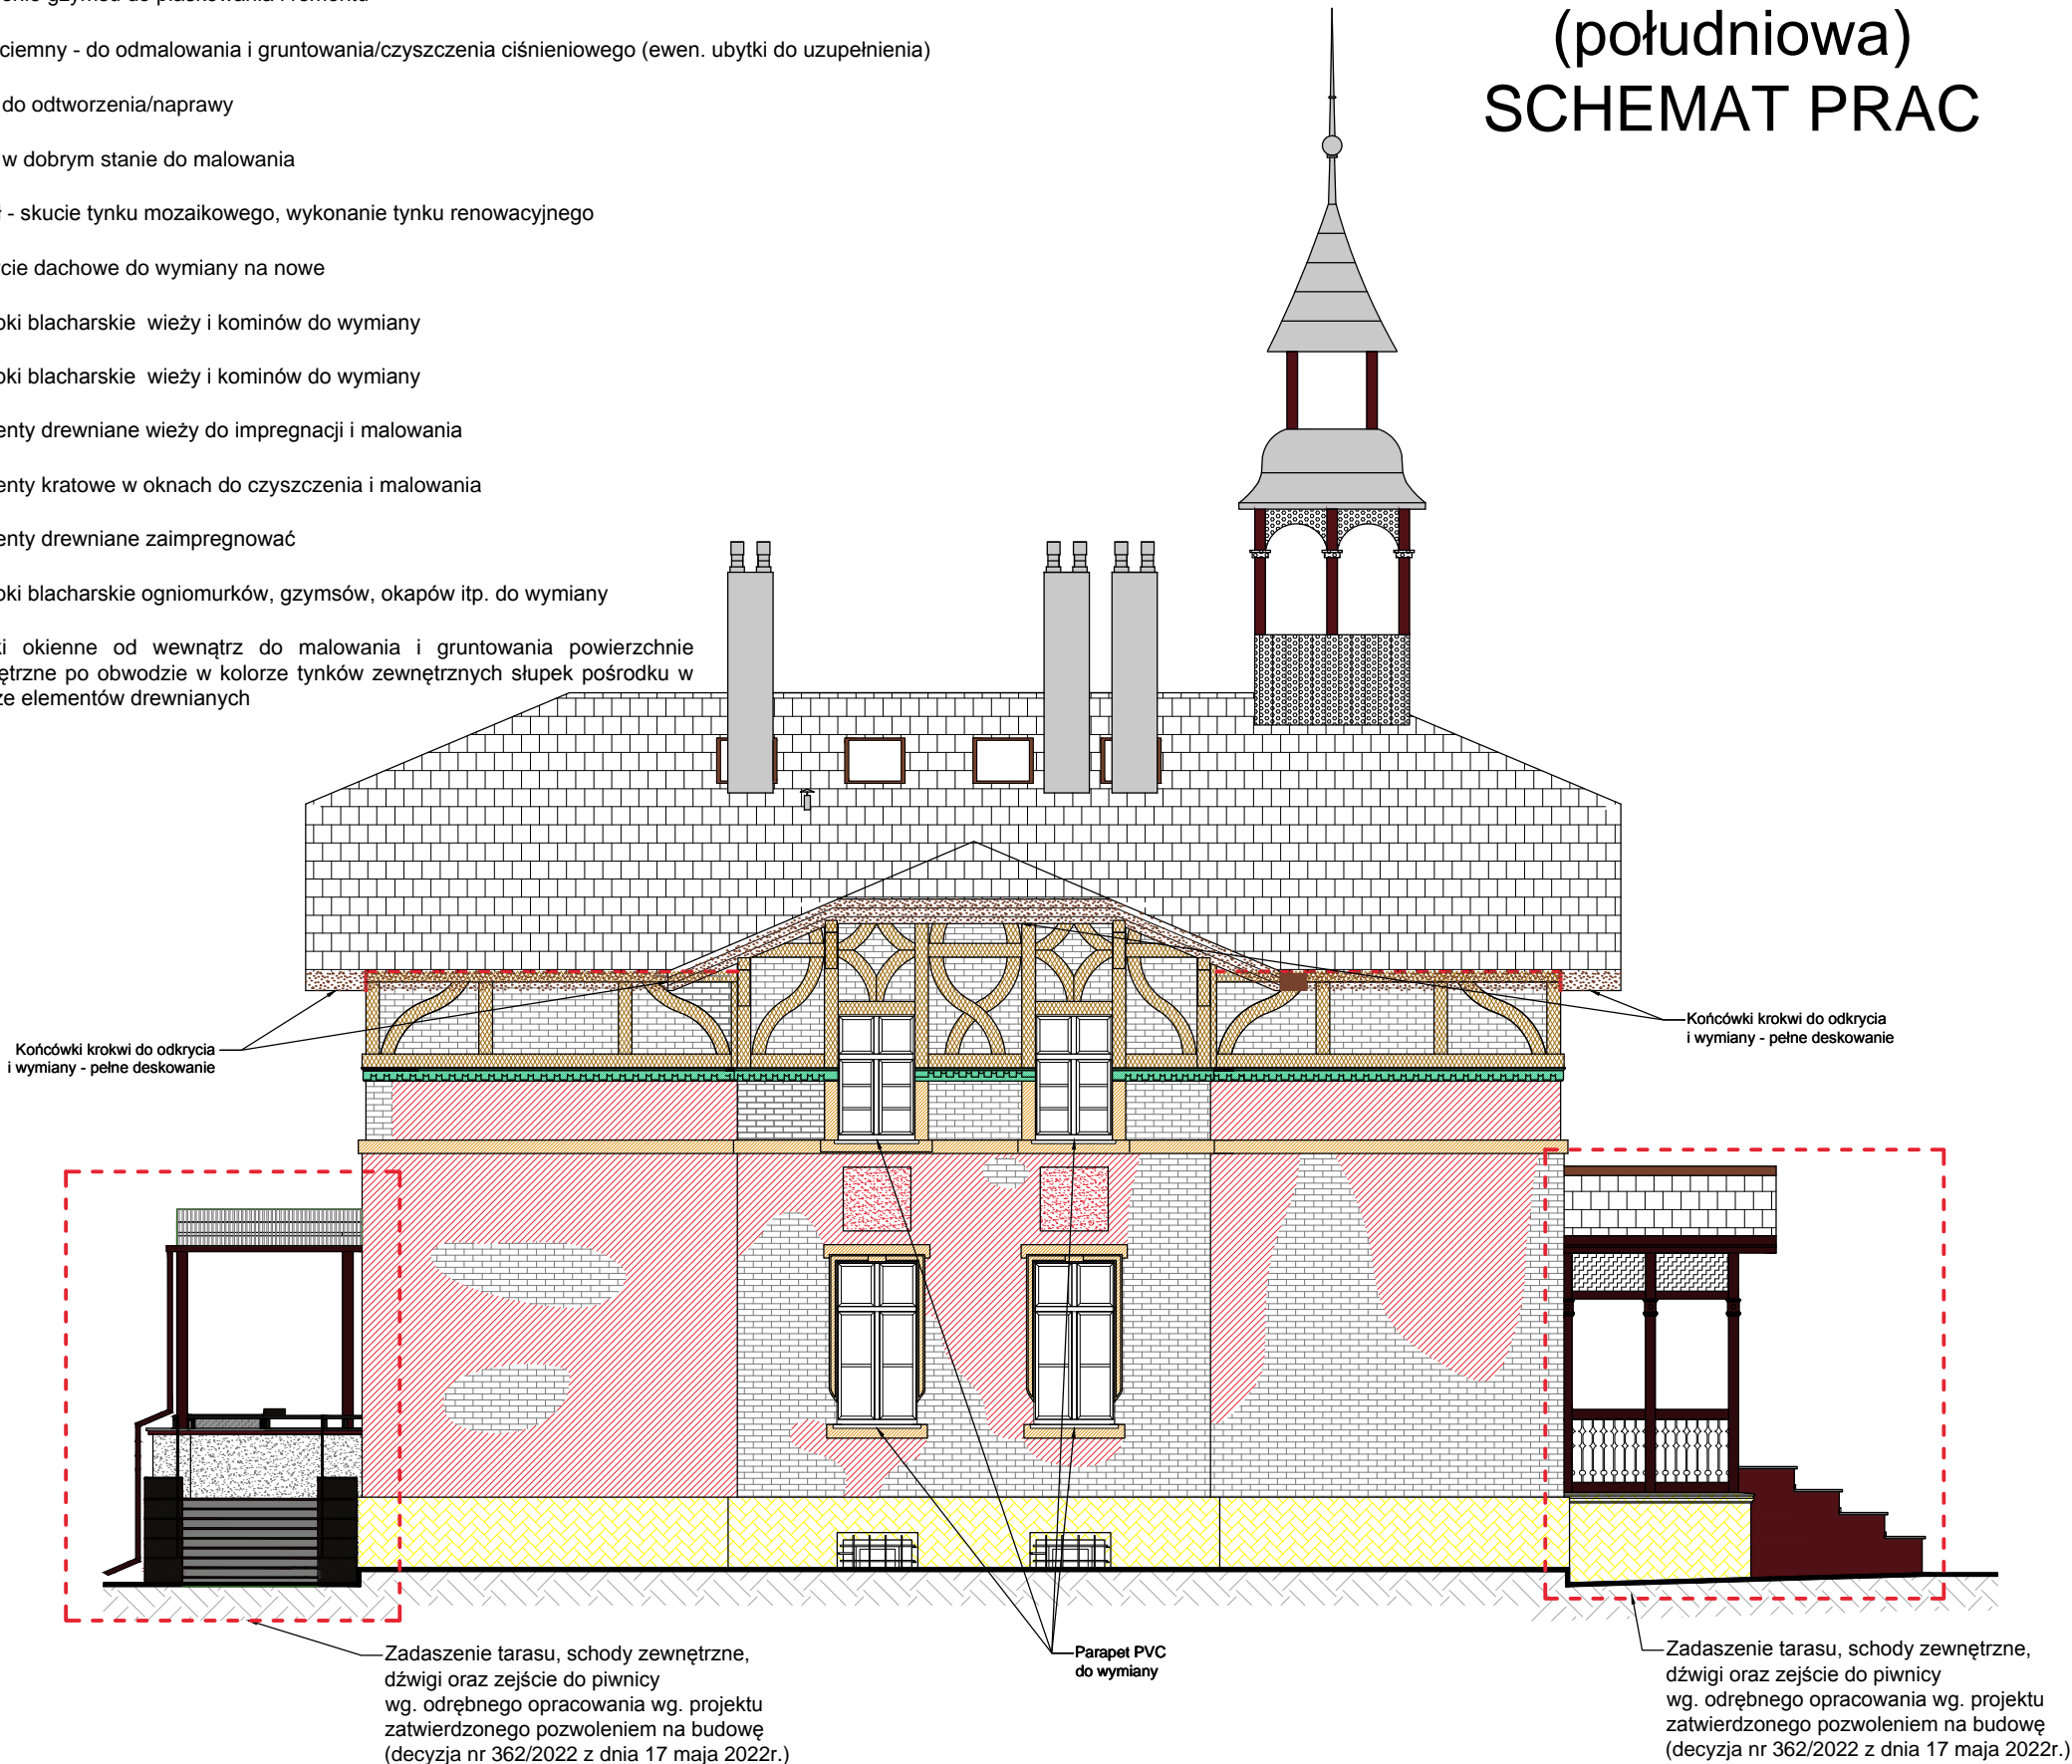 gzymsu do piaskowania i remontu
ciemny - do odmalowania i gruntowania/czyszczenia ciśnieniowego (ewen. ubytki do uzupełnienia)
do odtworzenia/naprawy
w dobrym stanie do malowania
- skucie tynku mozaikowego, wykonanie tynku renowacyjnego
cie dachowe do wymiany na nowe
bki blacharskie wieży i kominów do wymiany
bki blacharskie wieży i kominów do wymiany
enty drewniane wieży do impregnacji i malowania
enty kratowe w oknach do czyszczenia i malowania
enty drewniane zaimpregnować
bki blacharskie ogniomurków, gzymsów, okapów itp. do wymiany
ki okienne od wewnątrz do malowania i gruntowania powierzchnie
ętrzne po obwodzie w kolorze tynków zewnętrznych słupek pośrodku w
ze elementów drewnianych
(południowa)
SCHEMAT PRAC
Końcówki krokwi do odkrycia
i wymiany - pełne deskowanie
Końcówki krokwi do odkrycia
i wymiany - pełne deskowanie
Zadaszenie tarasu, schody zewnętrzne,
dźwigi oraz zejście do piwnicy
wg. odrębnego opracowania wg. projektu
zatwierdzonego pozwoleniem na budowę
(decyzja nr 362/2022 z dnia 17 maja 2022r.)
Parapet PVC
do wymiany
Zadaszenie tarasu, schody zewnętrzne,
dźwigi oraz zejście do piwnicy
wg. odrębnego opracowania wg. projektu
zatwierdzonego pozwoleniem na budowę
(decyzja nr 362/2022 z dnia 17 maja 2022r.)